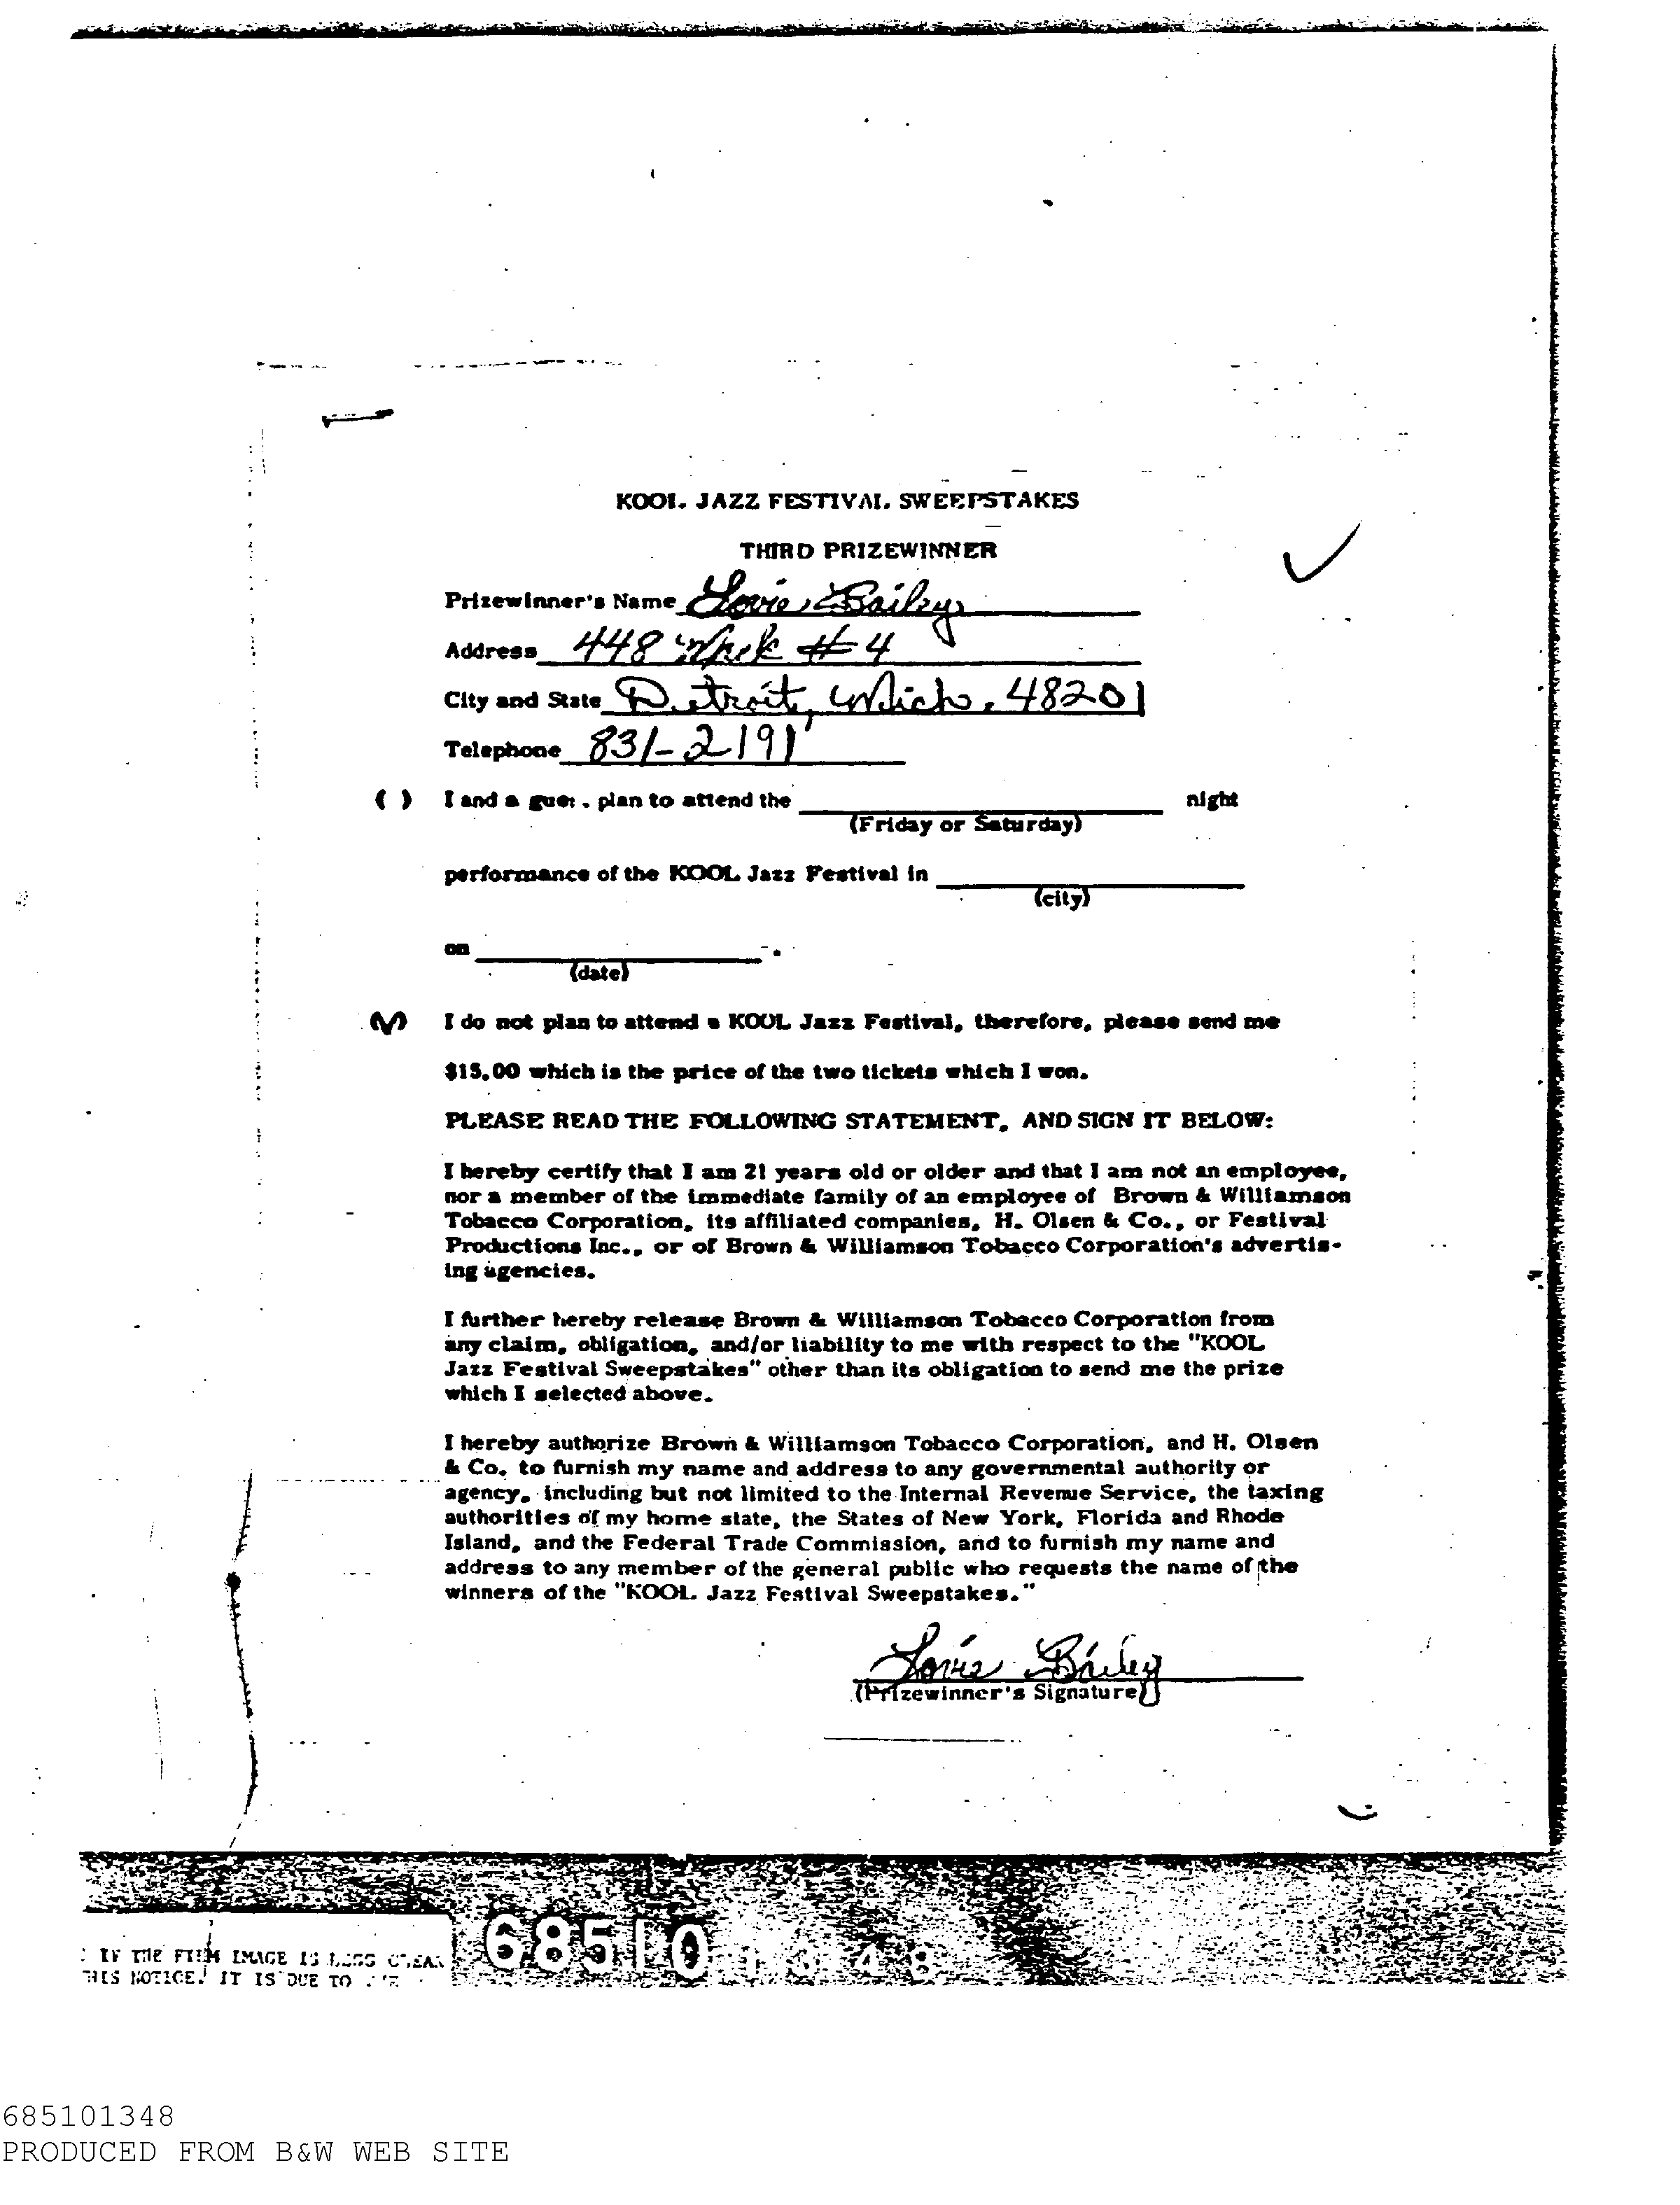 KOOL JAZZ FESTIVAL SWEEPSTAKES
THIRD PRIZEWINNER
Prizewinner's Name Lovie Bailey
Address 448 #4
City and State Detroit, Mich. 48201
Telephone 831-2191
( ) I and a plan to attend the night
(Friday or Saturday)
performance of the KOOL Jazz Festival in
(city)
on .
(date)
(✓) I do not plan to attend a KOOL Jazz Festival, therefore, please send me
$15.00 which is the price of the two tickets which I won.
PLEASE READ THE FOLLOWING STATEMENT, AND SIGN IT BELOW:
I hereby certify that I am 21 years old or older and that I am not an employee,
nor a member of the immediate family of an employee of Brown & Williamson
Tobacco Corporation, its affiliated companies, H. Olsen & Co., or Festival
Productions Inc., or of Brown & Williamson Tobacco Corporation's advertis-
ing agencies.
I further hereby release Brown & Williamson Tobacco Corporation from
any claim, obligation, and/or liability to me with respect to the "KOOL
Jazz Festival Sweepstakes" other than its obligation to send me the prize
which I selected above.
I hereby authorize Brown & Williamson Tobacco Corporation, and H. Olsen
& Co. to furnish my name and address to any governmental authority or
agency, including but not limited to the Internal Revenue Service, the taxing
authorities of my home state, the States of New York, Florida and Rhode
Island, and the Federal Trade Commission, and to furnish my name and
address to any member of the general public who requests the name of the
winners of the "KOOL Jazz Festival Sweepstakes."
Lovie Bailey
(Prizewinner's Signature)
IF THE FILM IMAGE IS LESS CLEAR
THIS NOTICE, IT IS DUE TO
685101348
685101348
PRODUCED FROM B&W WEB SITE